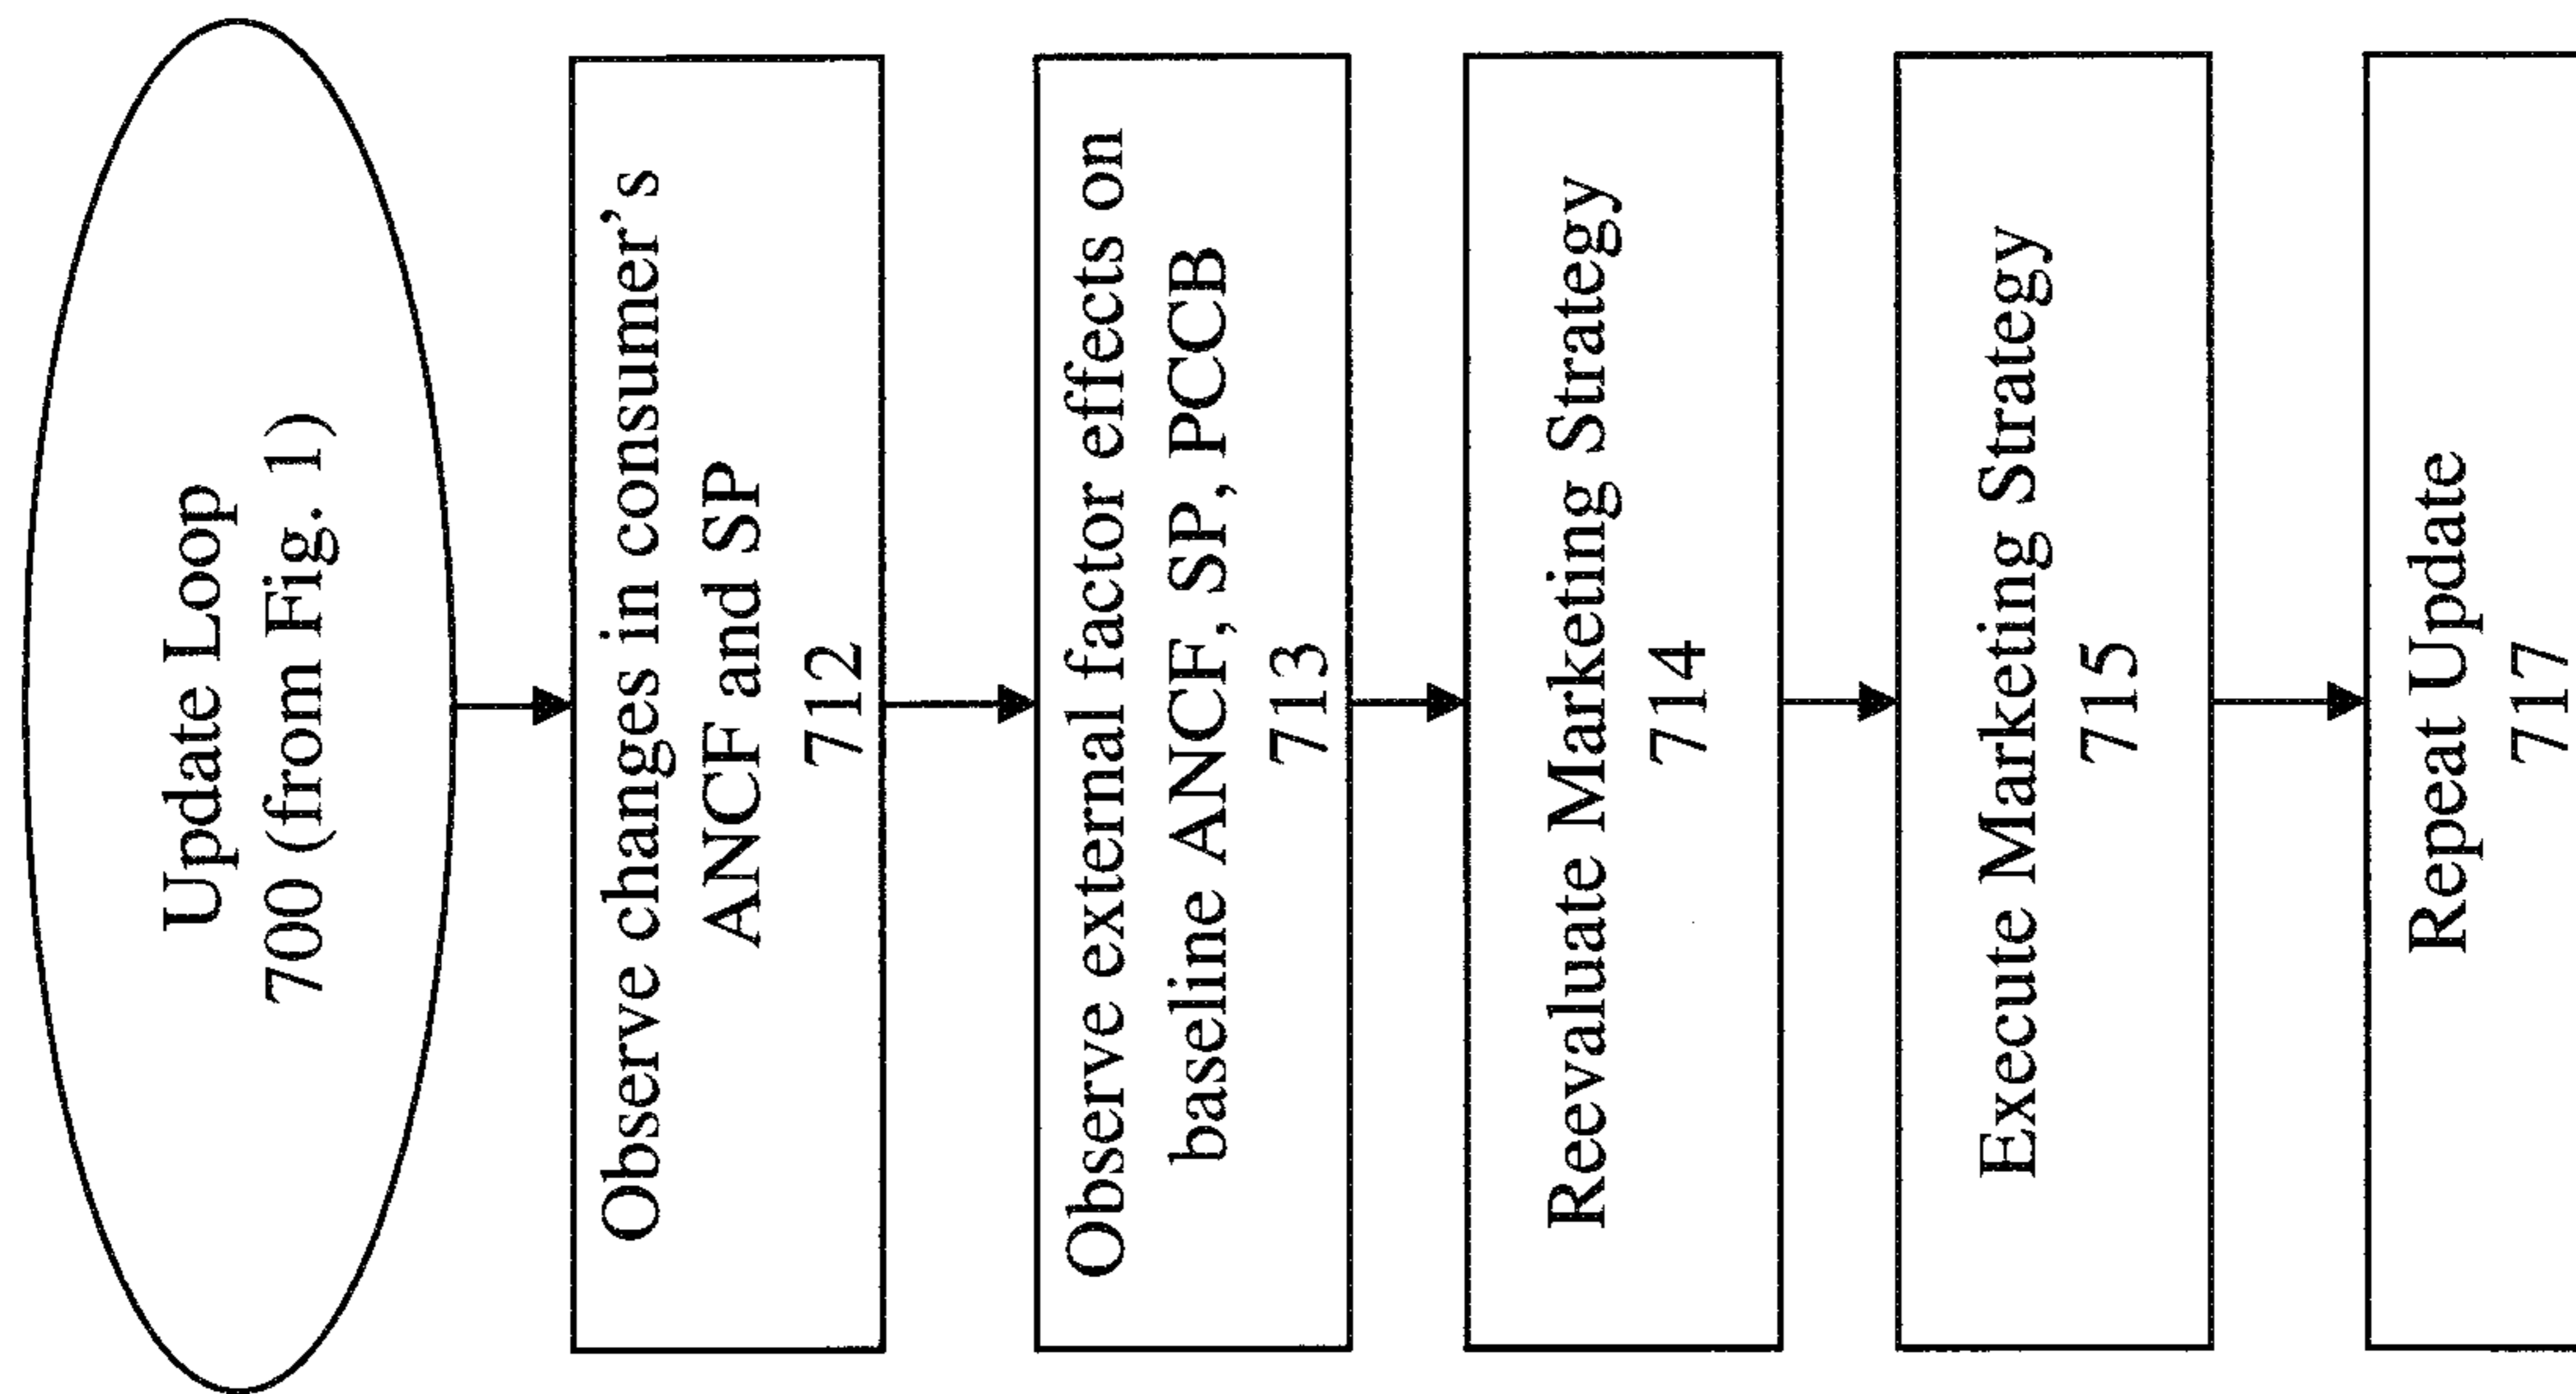 Update Loop
700 (from Fig. 1)
Observe changes in consumer's
ANCF and SP
712
Observe external factor effects on
baseline ANCF, SP, PCCB
713
Reevaluate Marketing Strategy
714
Execute Marketing Strategy
715
Repeat Update
717